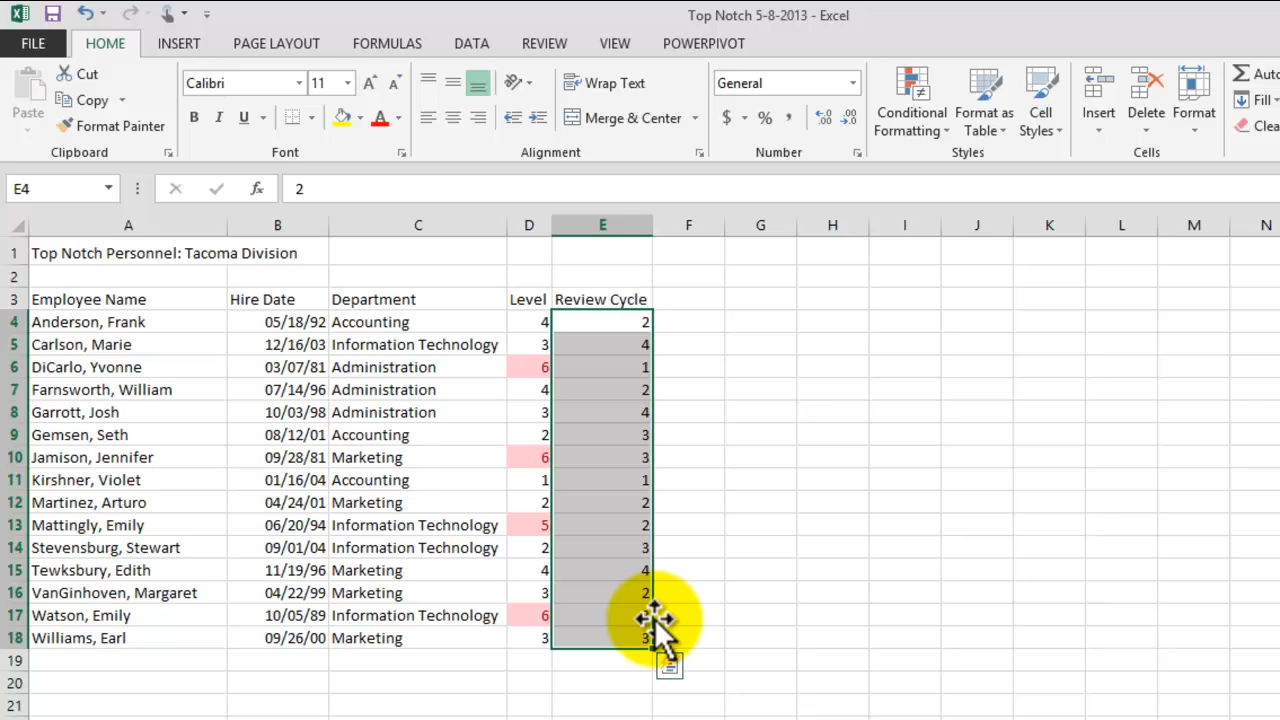 Top Notch 5-8-2013 - Excel
FILE HOME INSERT PAGE LAYOUT FORMULAS DATA REVIEW VIEW POWERPIVOT
Paste
Cut
Copy
Format Painter
Clipboard
Calibri 11
B I U
Font
Wrap Text
Merge & Center
Alignment
General
$ % ,
Number
Conditional Formatting
Format as Table
Cell Styles
Styles
Insert Delete Format
Cells
Auto
Fill
Clea
E4 fx 2
A B C D E F G H I J K L M N
1 Top Notch Personnel: Tacoma Division
2
3 Employee Name Hire Date Department Level Review Cycle
4 Anderson, Frank 05/18/92 Accounting 4 2
5 Carlson, Marie 12/16/03 Information Technology 3 4
6 DiCarlo, Yvonne 03/07/81 Administration 6 1
7 Farnsworth, William 07/14/96 Administration 4 2
8 Garrott, Josh 10/03/98 Administration 3 4
9 Gemsen, Seth 08/12/01 Accounting 2 3
10 Jamison, Jennifer 09/28/81 Marketing 6 3
11 Kirshner, Violet 01/16/04 Accounting 1 1
12 Martinez, Arturo 04/24/01 Marketing 2 2
13 Mattingly, Emily 06/20/94 Information Technology 5 2
14 Stevensburg, Stewart 09/01/04 Information Technology 2 3
15 Tewksbury, Edith 11/19/96 Marketing 4 4
16 VanGinhoven, Margaret 04/22/99 Marketing 3 2
17 Watson, Emily 10/05/89 Information Technology 6
18 Williams, Earl 09/26/00 Marketing 3 3
19
20
21